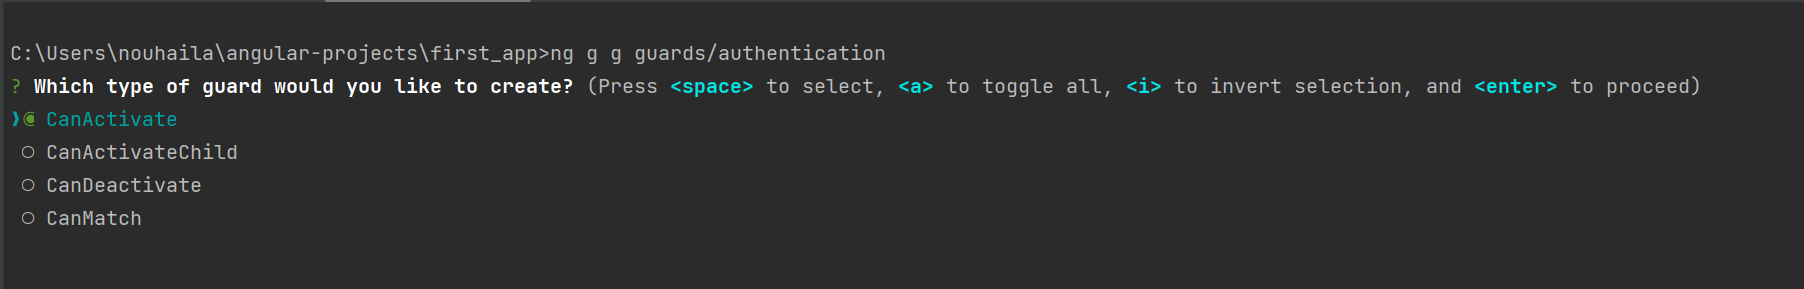 C:\Users\nouhaila\angular-projects\first_app>ng g g guards/authentication
? Which type of guard would you like to create? (Press <space> to select, <a> to toggle all, <i> to invert selection, and <enter> to proceed)
❯◉ CanActivate
◯ CanActivateChild
◯ CanDeactivate
◯ CanMatch